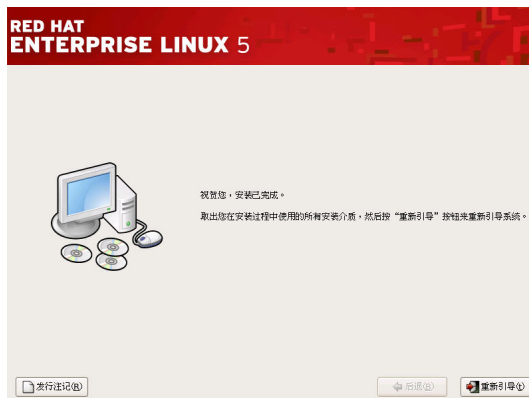 RED HAT
ENTERPRISE LINUX 5
祝贺您，安装已完成。
取出您在安装过程中使用的所有安装介质，然后按“重新引导”按钮来重新引导系统。
发行注记(R)
后退(B)
重新引导(t)